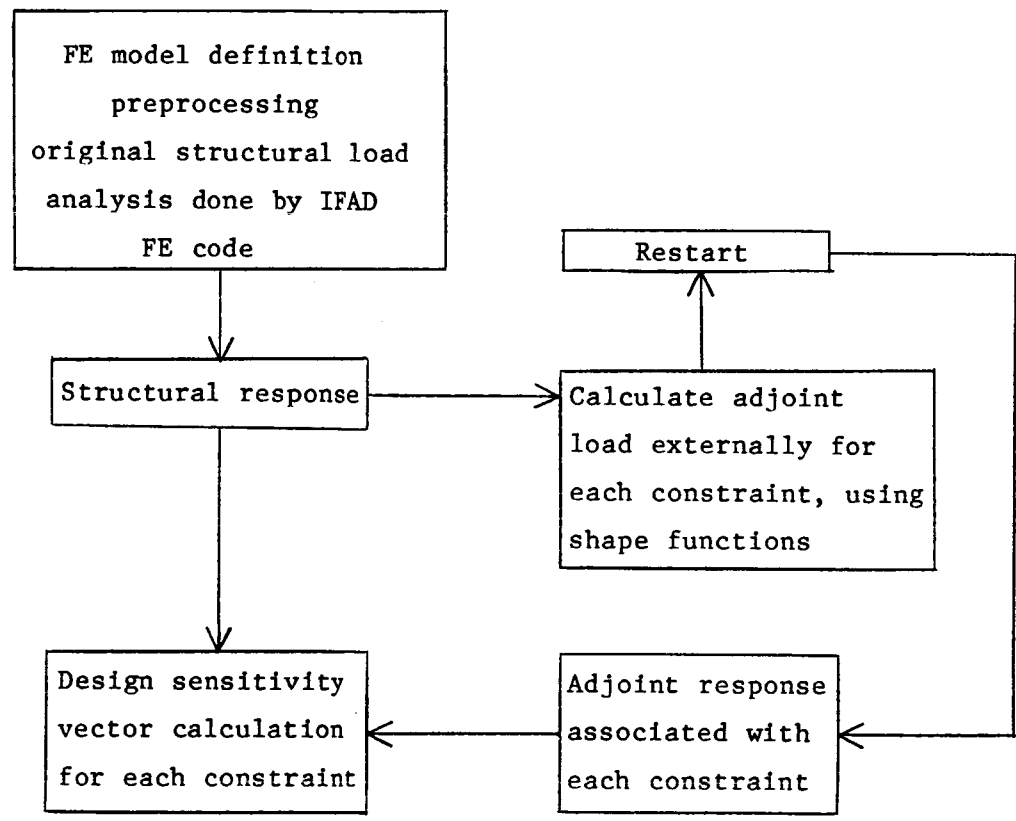 FE model definition
preprocessing
original structural load
analysis done by IFAD
FE code
Restart
Structural response
Calculate adjoint
load externally for
each constraint, using
shape functions
Design sensitivity
vector calculation
for each constraint
Adjoint response
associated with
each constraint